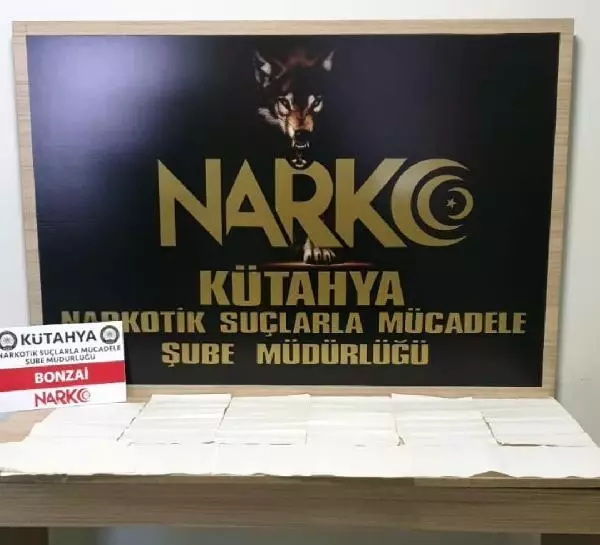 NARKO
KÜTAHYA
NARKOTİK SUÇLARLA MÜCADELE
ŞUBE MÜDÜRLÜĞÜ
KÜTAHYA
NARKOTİK SUÇLARLA MÜCADELE
ŞUBE MÜDÜRLÜĞÜ
BONZAİ
NARKO